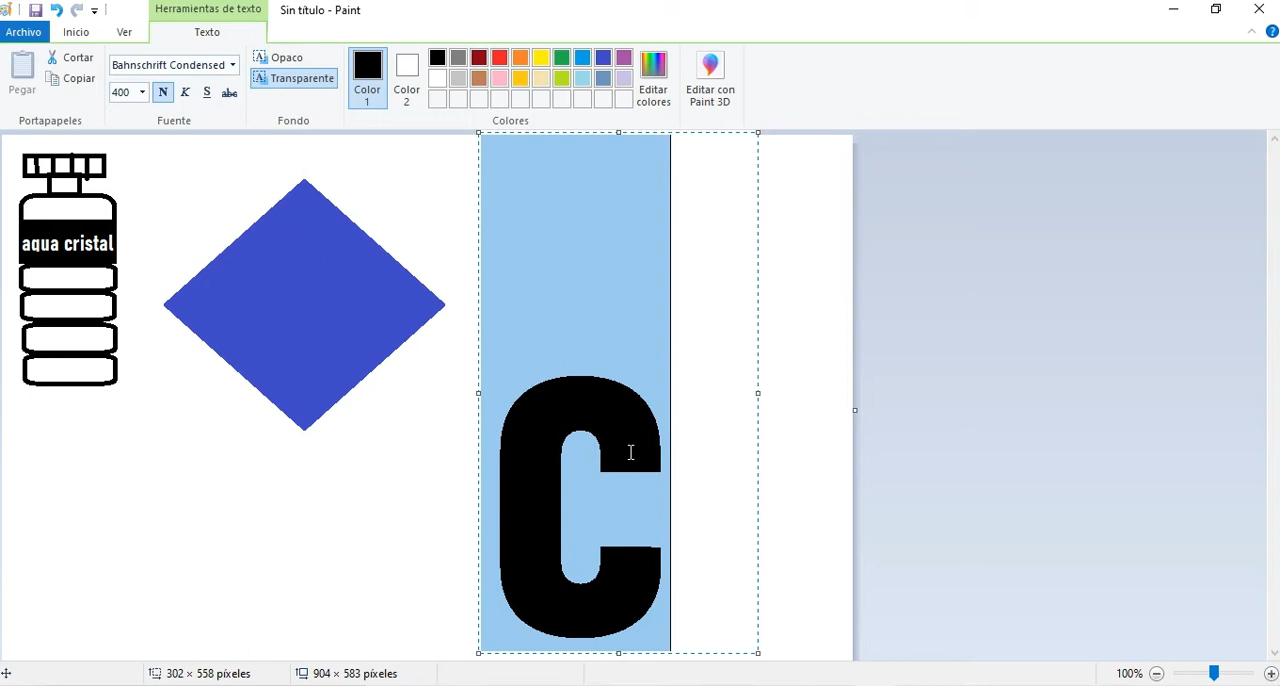 Herramientas de texto
Sin título - Paint
Archivo
Inicio
Ver
Texto
Pegar
Cortar
Copiar
Portapapeles
Bahnschrift Condensed
400
N K S abc
Fuente
Opaco
Transparente
Fondo
Color
1
Color
2
Editar
colores
Colores
Editar con
Paint 3D
aqua cristal
C
302 × 558 píxeles
904 × 583 píxeles
100%